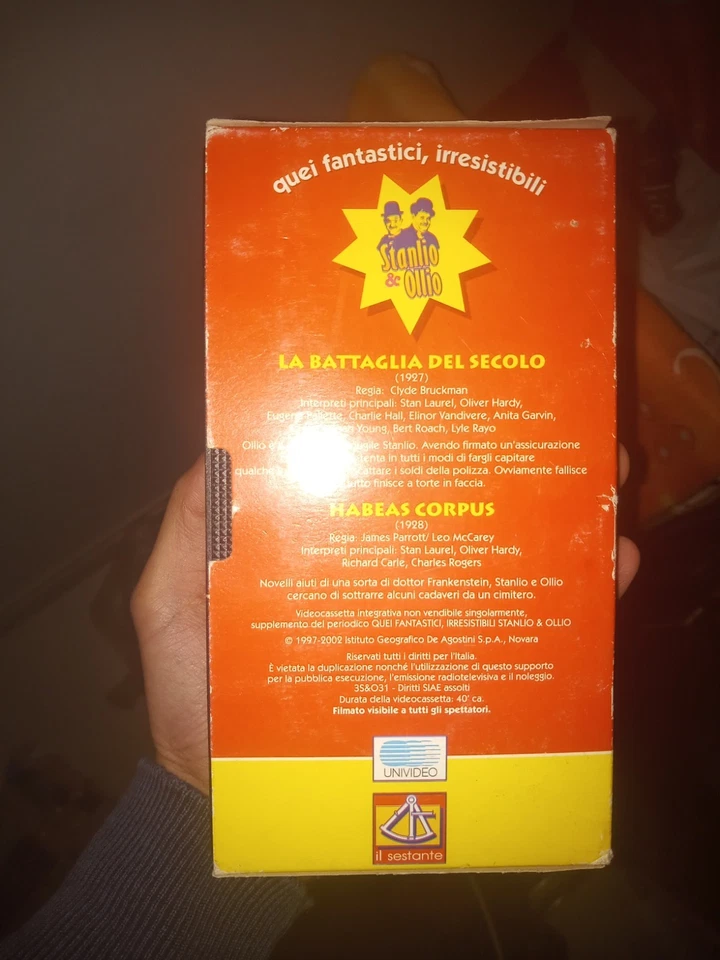 quei fantastici, irresistibili
Stanlio
& Ollio
LA BATTAGLIA DEL SECOLO
(1927)
Regia: Clyde Bruckman
Interpreti principali: Stan Laurel, Oliver Hardy,
Eugene Pallette, Charlie Hall, Elinor Vandivere, Anita Garvin,
Young, Bert Roach, Lyle Rayo
Ollio Stanlio. Avendo firmato un'assicurazione
in tutti i modi di fargli capitare
i soldi della polizza. Ovviamente fallisce
finisce a torte in faccia.
HABEAS CORPUS
(1928)
Regia: James Parrott/ Leo McCarey
Interpreti principali: Stan Laurel, Oliver Hardy,
Richard Carle, Charles Rogers
Novelli aiuti di una sorta di dottor Frankenstein, Stanlio e Ollio
cercano di sottrarre alcuni cadaveri da un cimitero.
Videocassetta integrativa non vendibile singolarmente,
supplemento del periodico QUEI FANTASTICI, IRRESISTIBILI STANLIO & OLLIO
© 1997-2002 Istituto Geografico De Agostini S.p.A., Novara
Riservati tutti i diritti per l'Italia.
È vietata la duplicazione nonché l'utilizzazione di questo supporto
per la pubblica esecuzione, l'emissione radiotelevisiva e il noleggio.
3S&O31 - Diritti SIAE assolti
Durata della videocassetta: 40' ca.
Filmato visibile a tutti gli spettatori.
UNIVIDEO
il sestante